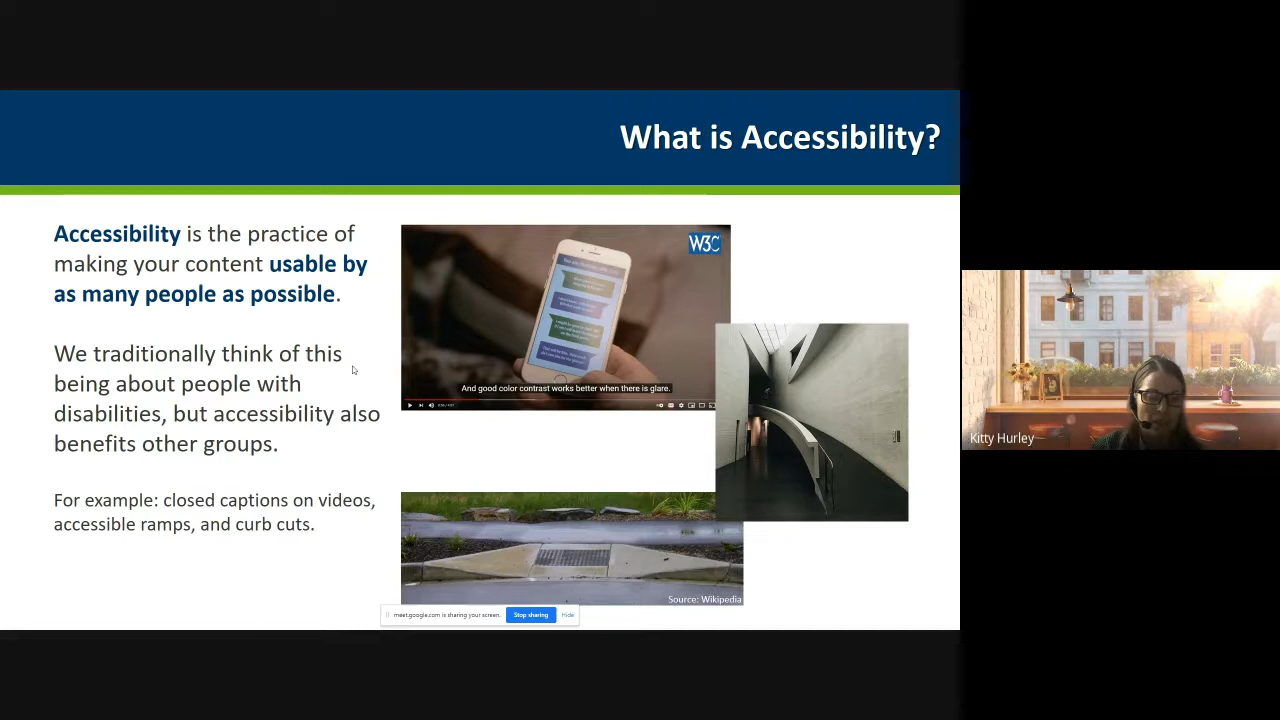 What is Accessibility?
Accessibility is the practice of
making your content usable by
as many people as possible.
We traditionally think of this
being about people with
disabilities, but accessibility also
benefits other groups.
For example: closed captions on videos,
accessible ramps, and curb cuts.
W3C
And good color contrast works better when there is glare.
Source: Wikipedia
meet.google.com is sharing your screen.
Stop sharing
Hide
Kitty Hurley